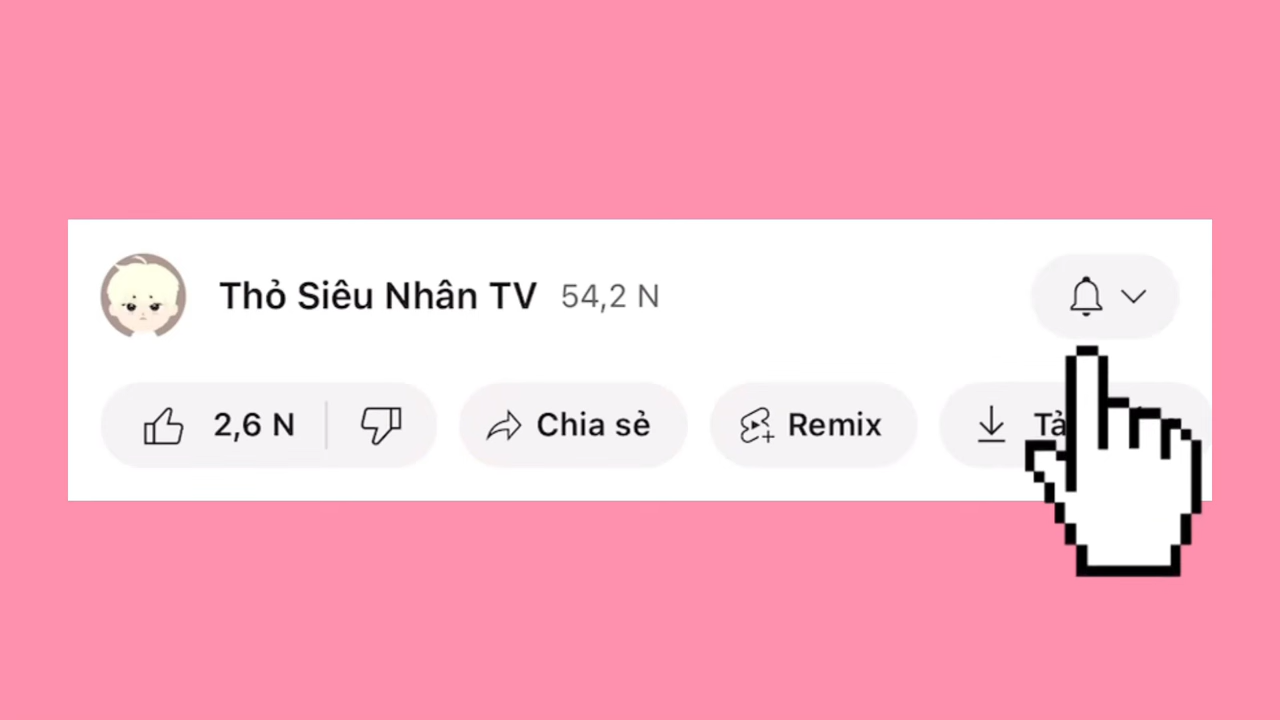 Thỏ Siêu Nhân TV 54,2 N
2,6 N Chia sẻ Remix